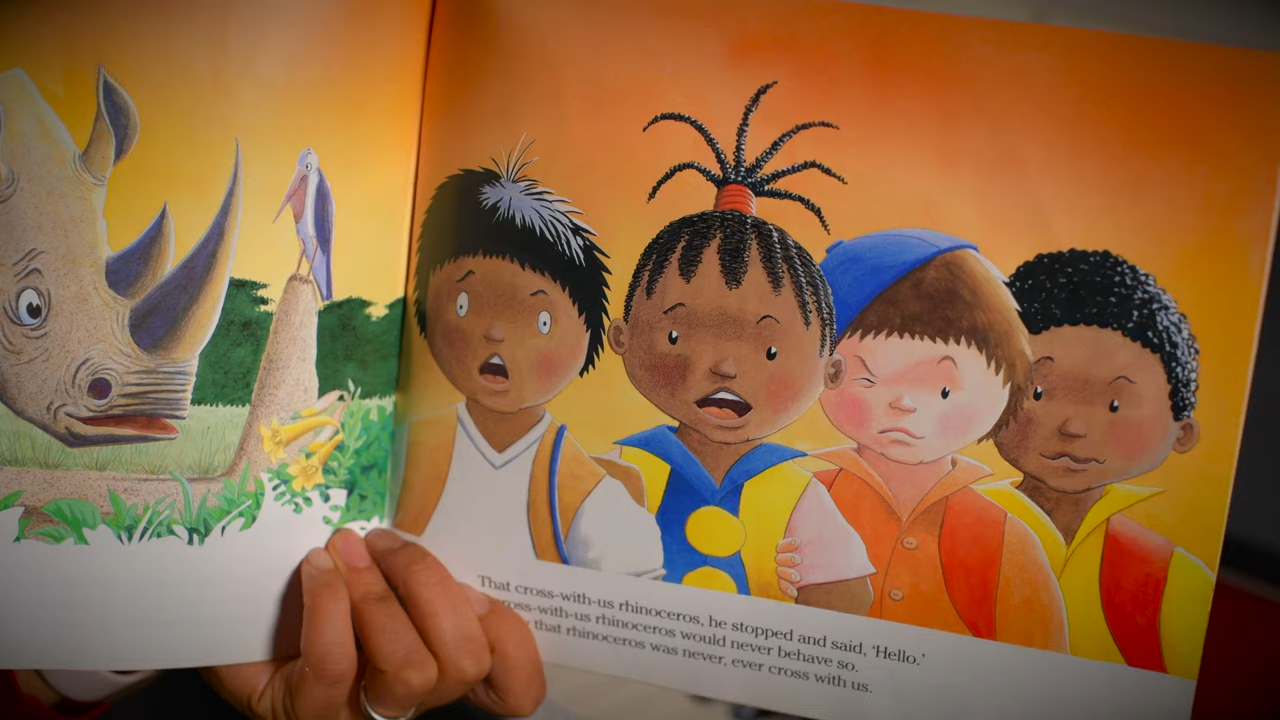 That cross-with-us rhinoceros, he stopped and said, ‘Hello.’
cross-with-us rhinoceros would never behave so.
that rhinoceros was never, ever cross with us.